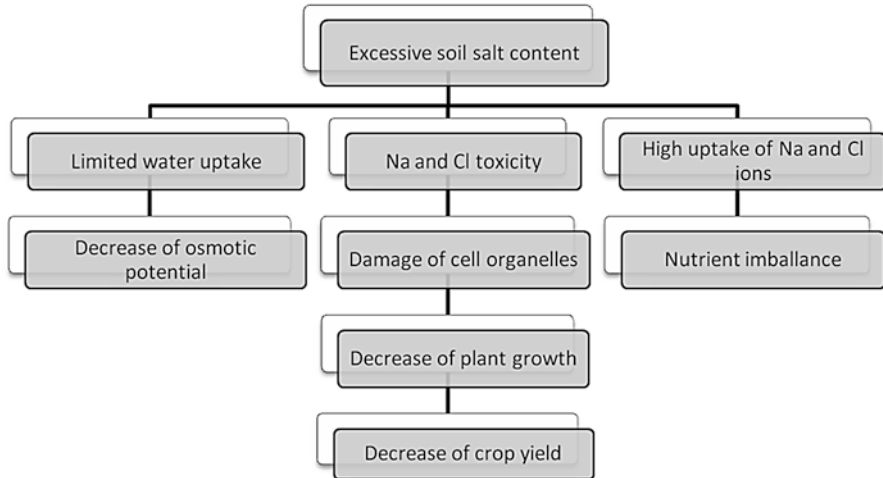 Excessive soil salt content
Limited water uptake
Na and Cl toxicity
High uptake of Na and Cl
ions
Decrease of osmotic
potential
Damage of cell organelles
Nutrient imballance
Decrease of plant growth
Decrease of crop yield